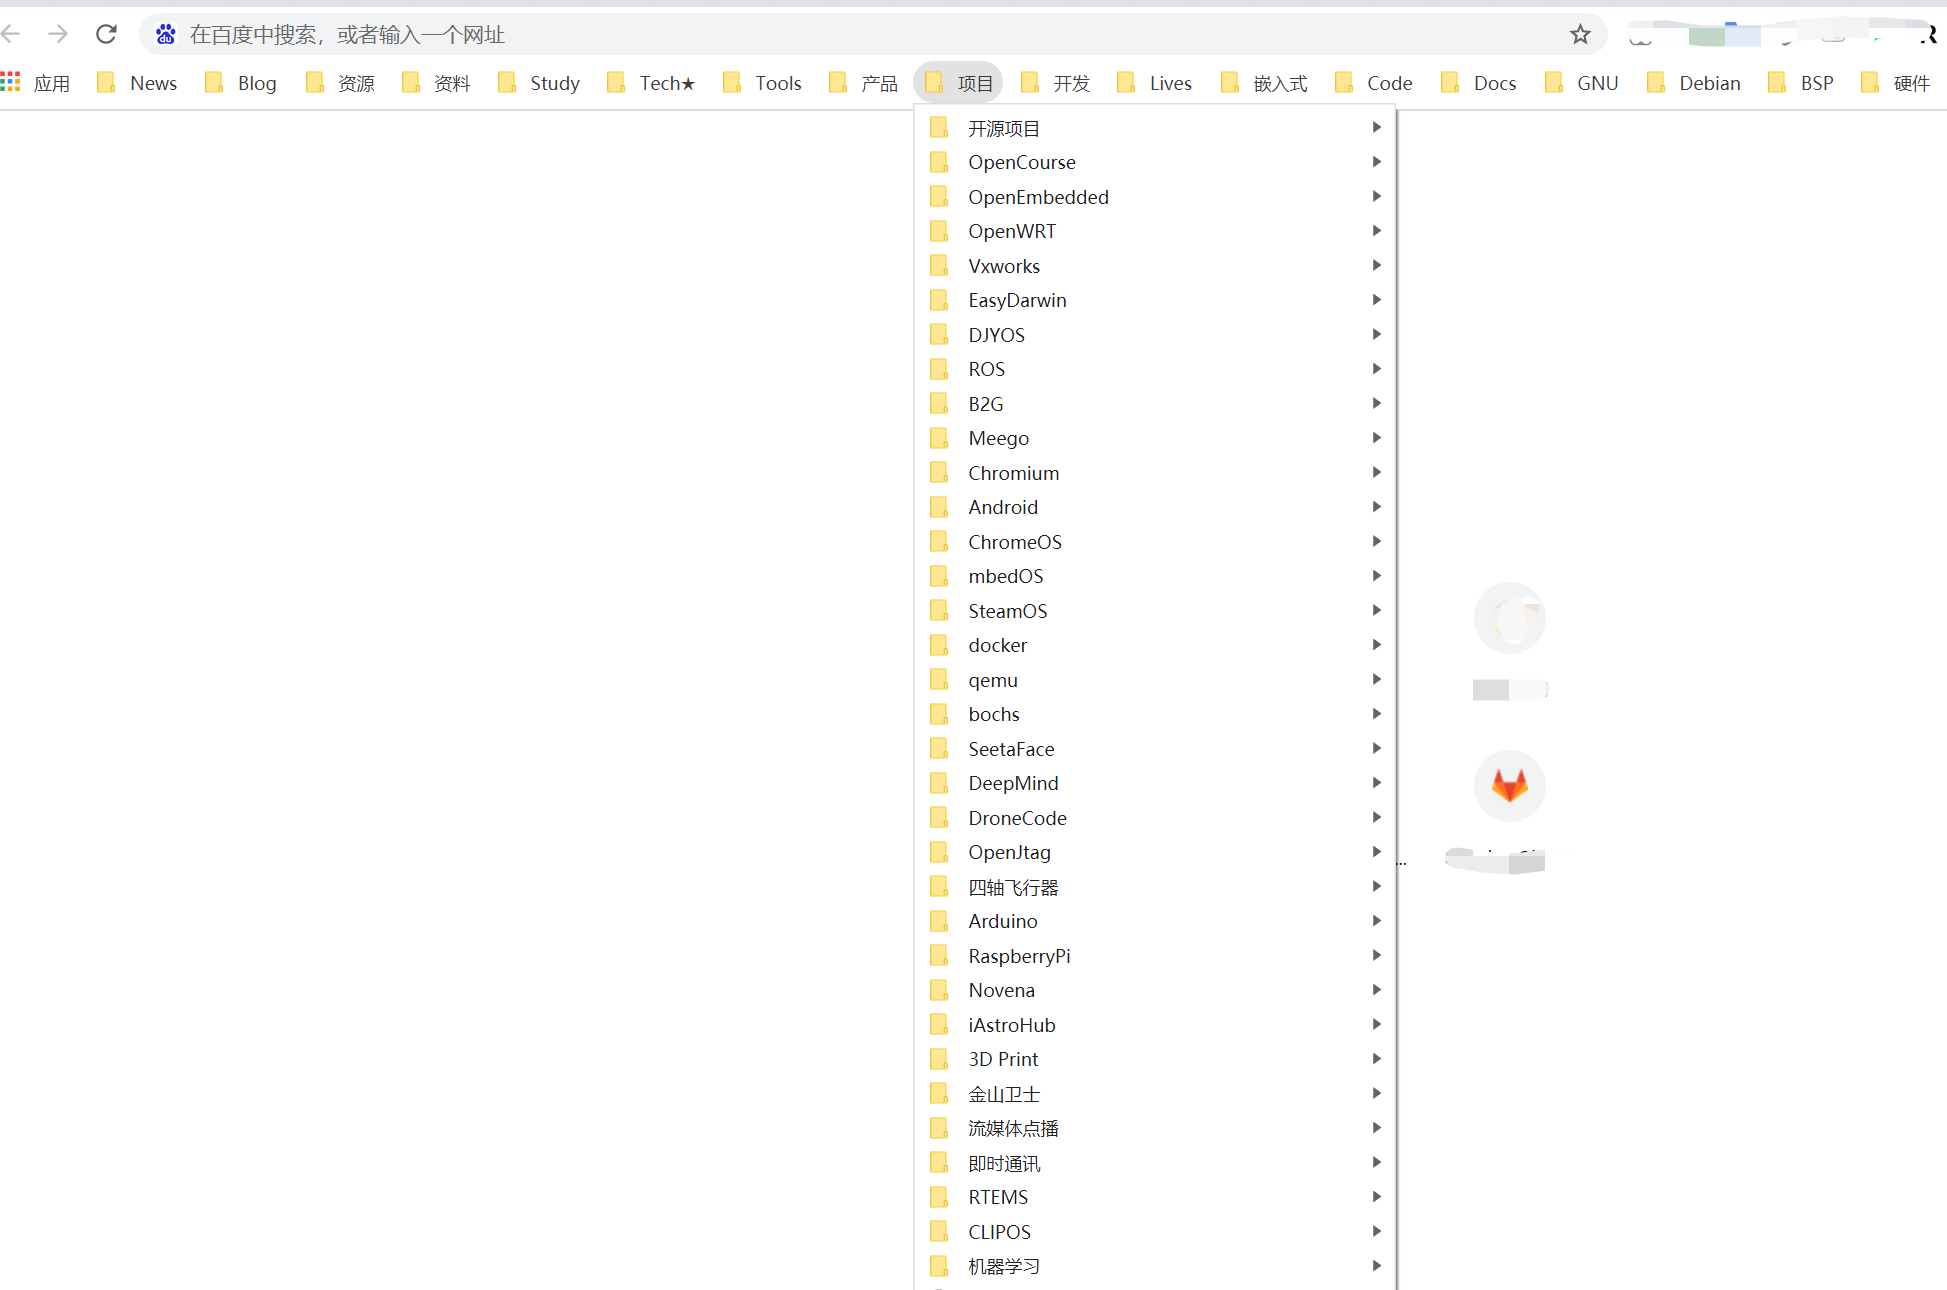 在百度中搜索，或者输入一个网址
应用 News Blog 资源 资料 Study Tech★ Tools 产品 项目 开发 Lives 嵌入式 Code Docs GNU Debian BSP 硬件
开源项目
OpenCourse
OpenEmbedded
OpenWRT
Vxworks
EasyDarwin
DJYOS
ROS
B2G
Meego
Chromium
Android
ChromeOS
mbedOS
SteamOS
docker
qemu
bochs
SeetaFace
DeepMind
DroneCode
OpenJtag
...
四轴飞行器
Arduino
RaspberryPi
Novena
iAstroHub
3D Print
金山卫士
流媒体点播
即时通讯
RTEMS
CLIPOS
机器学习